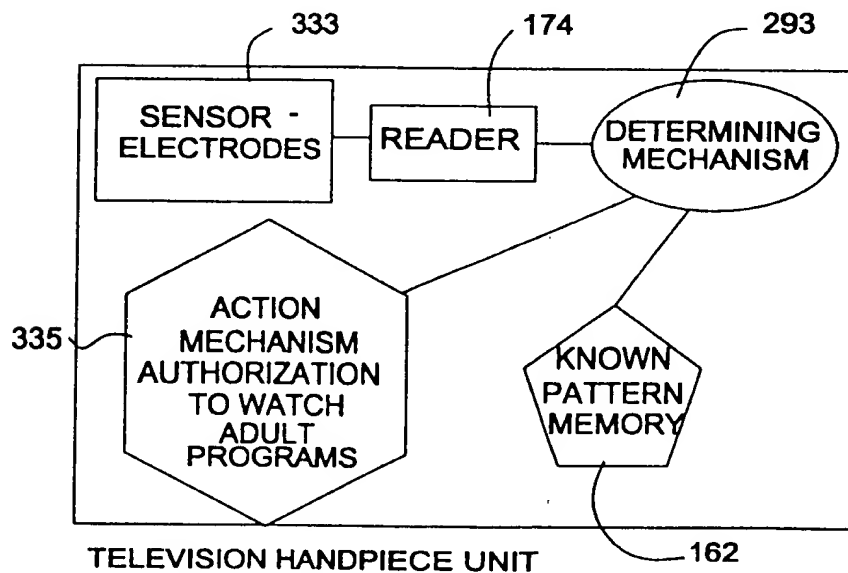 333
174
293
SENSOR -
ELECTRODES
READER
DETERMINING
MECHANISM
335
ACTION
MECHANISM
AUTHORIZATION
TO WATCH
ADULT
PROGRAMS
KNOWN
PATTERN
MEMORY
TELEVISION HANDPIECE UNIT
162